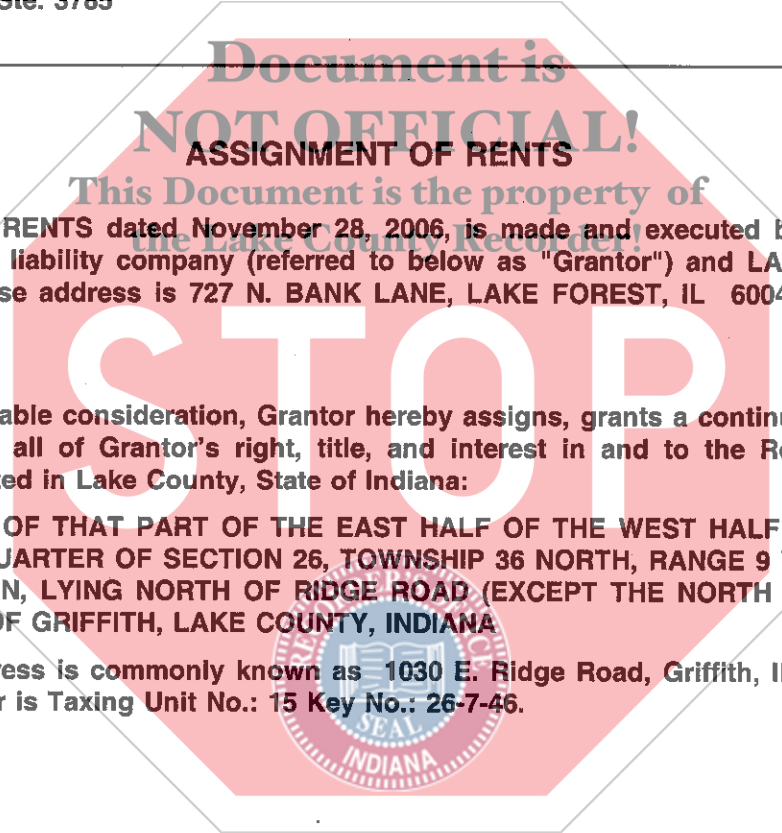 Ste. 3785
Document is
NOT OFFICIAL!
ASSIGNMENT OF RENTS
This Document is the property of
the Lake County Recorder!
RENTS dated November 28, 2006, is made and executed b
liability company (referred to below as "Grantor") and LA
se address is 727 N. BANK LANE, LAKE FOREST, IL 6004
STOP
able consideration, Grantor hereby assigns, grants a continu
all of Grantor's right, title, and interest in and to the Re
ted in Lake County, State of Indiana:
OF THAT PART OF THE EAST HALF OF THE WEST HALF
UARTER OF SECTION 26, TOWNSHIP 36 NORTH, RANGE 9
N, LYING NORTH OF RIDGE ROAD (EXCEPT THE NORTH
OF GRIFFITH, LAKE COUNTY, INDIANA
ress is commonly known as 1030 E. Ridge Road, Griffith, I
r is Taxing Unit No.: 15 Key No.: 26-7-46.
RECORDER'S OFFICE
SEAL
INDIANA